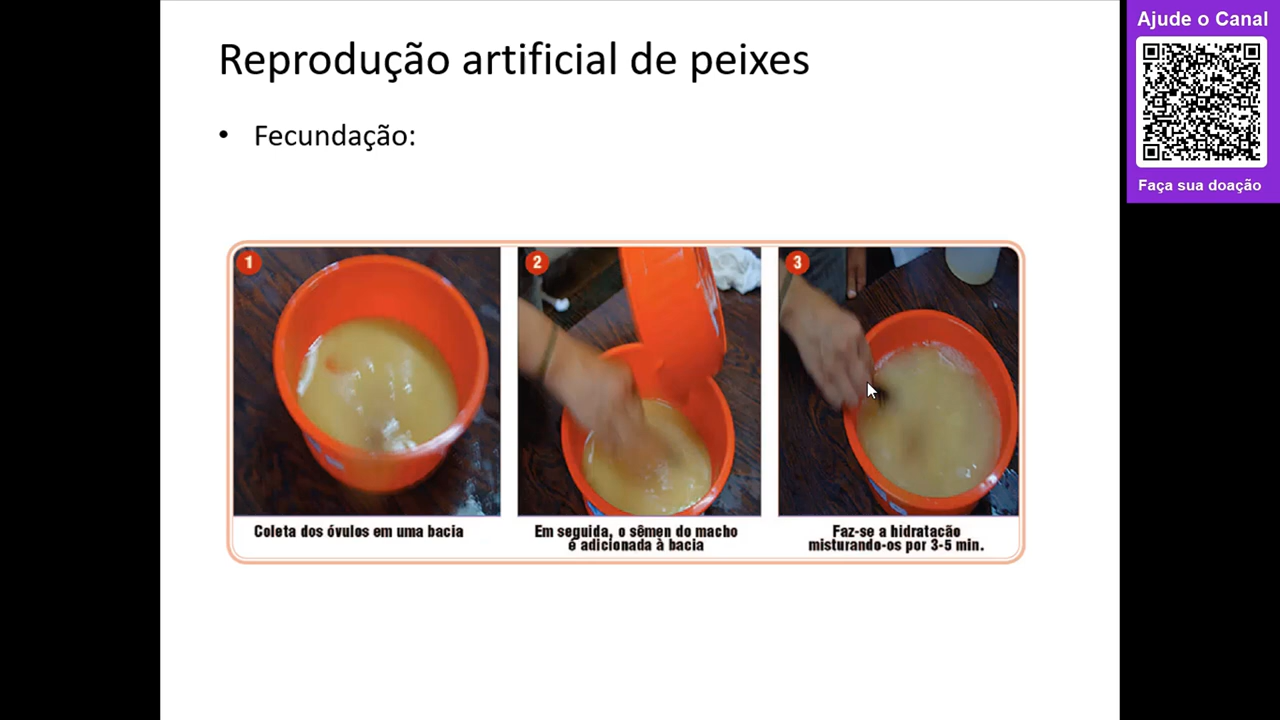 Reprodução artificial de peixes
• Fecundação:
1
2
3
Coleta dos óvulos em uma bacia
Em seguida, o sêmen do macho
é adicionada à bacia
Faz-se a hidratacão
misturando-os por 3-5 min.
Ajude o Canal
Faça sua doação